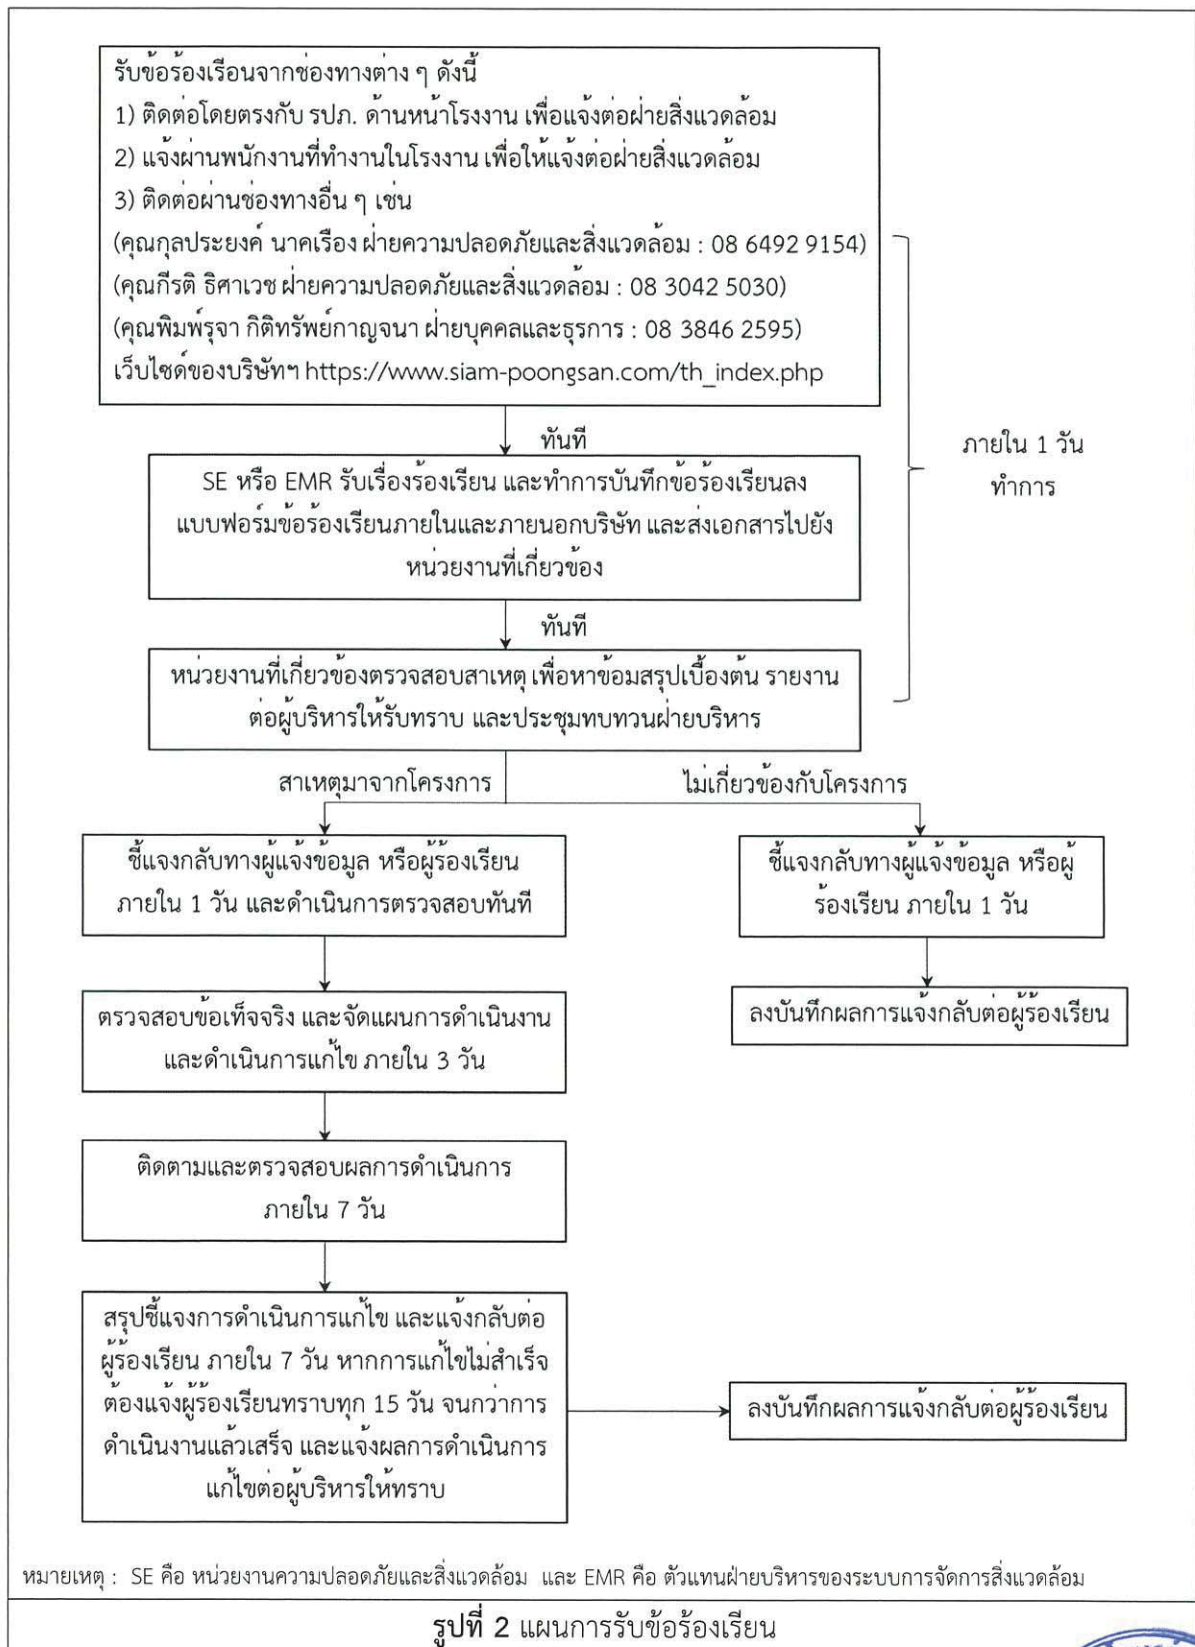 รับข้อร้องเรือนจากช่องทางต่าง ๆ ดังนี้
1) ติดต่อโดยตรงกับ รปภ. ด้านหน้าโรงงาน เพื่อแจ้งต่อฝ่ายสิ่งแวดล้อม
2) แจ้งผ่านพนักงานที่ทำงานในโรงงาน เพื่อให้แจ้งต่อฝ่ายสิ่งแวดล้อม
3) ติดต่อผ่านช่องทางอื่น ๆ เช่น
(คุณกุลประยงค์ นาคเรือง ฝ่ายความปลอดภัยและสิ่งแวดล้อม : 08 6492 9154)
(คุณกีรติ ธิศาเวช ฝ่ายความปลอดภัยและสิ่งแวดล้อม : 08 3042 5030)
(คุณพิมพ์รุจา กิติทรัพย์กาญจนา ฝ่ายบุคคลและธุรการ : 08 3846 2595)
เว็บไซด์ของบริษัทฯ https://www.siam-poongsan.com/th_index.php
ทันที
ภายใน 1 วัน
ทำการ
SE หรือ EMR รับเรื่องร้องเรียน และทำการบันทึกข้อร้องเรียนลง
แบบฟอร์มข้อร้องเรียนภายในและภายนอกบริษัท และส่งเอกสารไปยัง
หน่วยงานที่เกี่ยวข้อง
ทันที
หน่วยงานที่เกี่ยวข้องตรวจสอบสาเหตุ เพื่อหาข้อมสรุปเบื้องต้น รายงาน
ต่อผู้บริหารให้รับทราบ และประชุมทบทวนฝ่ายบริหาร
สาเหตุมาจากโครงการ
ไม่เกี่ยวข้องกับโครงการ
ชี้แจงกลับทางผู้แจ้งข้อมูล หรือผู้ร้องเรียน
ภายใน 1 วัน และดำเนินการตรวจสอบทันที
ชี้แจงกลับทางผู้แจ้งข้อมูล หรือผู้
ร้องเรียน ภายใน 1 วัน
ตรวจสอบข้อเท็จจริง และจัดแผนการดำเนินงาน
และดำเนินการแก้ไข ภายใน 3 วัน
ลงบันทึกผลการแจ้งกลับต่อผู้ร้องเรียน
ติดตามและตรวจสอบผลการดำเนินการ
ภายใน 7 วัน
สรุปชี้แจงการดำเนินการแก้ไข และแจ้งกลับต่อ
ผู้ร้องเรียน ภายใน 7 วัน หากการแก้ไขไม่สำเร็จ
ต้องแจ้งผู้ร้องเรียนทราบทุก 15 วัน จนกว่าการ
ดำเนินงานแล้วเสร็จ และแจ้งผลการดำเนินการ
แก้ไขต่อผู้บริหารให้ทราบ
ลงบันทึกผลการแจ้งกลับต่อผู้ร้องเรียน
หมายเหตุ : SE คือ หน่วยงานความปลอดภัยและสิ่งแวดล้อม และ EMR คือ ตัวแทนฝ่ายบริหารของระบบการจัดการสิ่งแวดล้อม
รูปที่ 2 แผนการรับข้อร้องเรียน